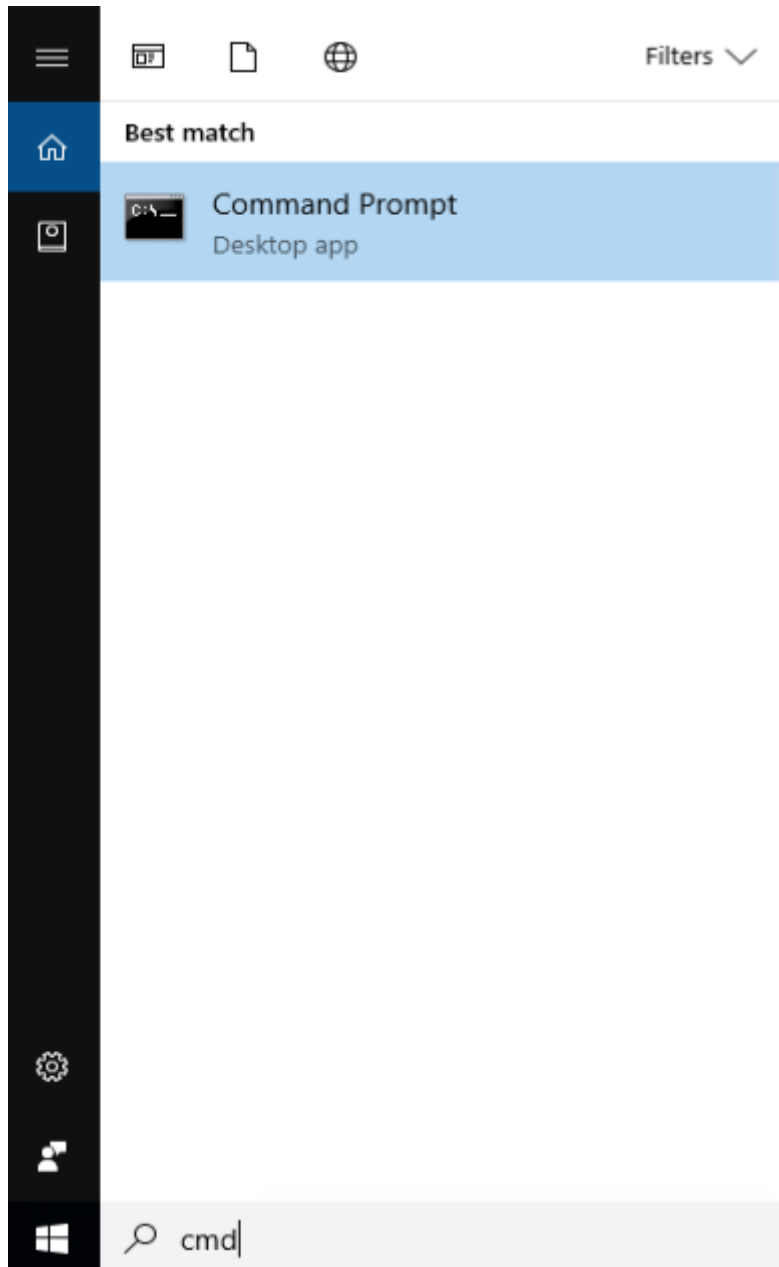 Filters
Best match
C:\_
Command Prompt
Desktop app
cmd